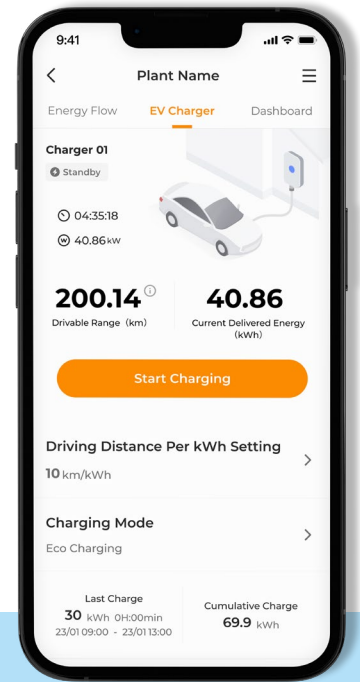 9:41
Plant Name
Energy Flow EV Charger Dashboard
Charger 01
Standby
04:35:18
W 40.86kW
200.14 i 40.86
Drivable Range (km) Current Delivered Energy
(kWh)
Start Charging
Driving Distance Per kWh Setting
10 km/kWh
Charging Mode
Eco Charging
Last Charge Cumulative Charge
30 kWh 0H:00min 69.9 kWh
23/01 09:00 - 23/01 13:00